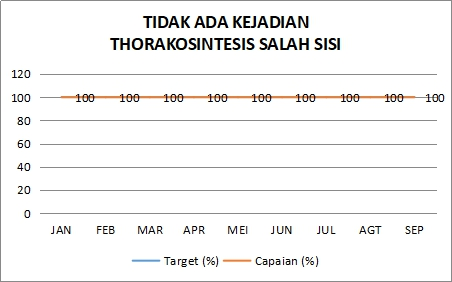 TIDAK ADA KEJADIAN
THORAKOSINTESIS SALAH SISI
120
100 100 100 100 100 100 100 100 100 100
80
60
40
20
0
JAN FEB MAR APR MEI JUN JUL AGT SEP
Target (%) Capaian (%)